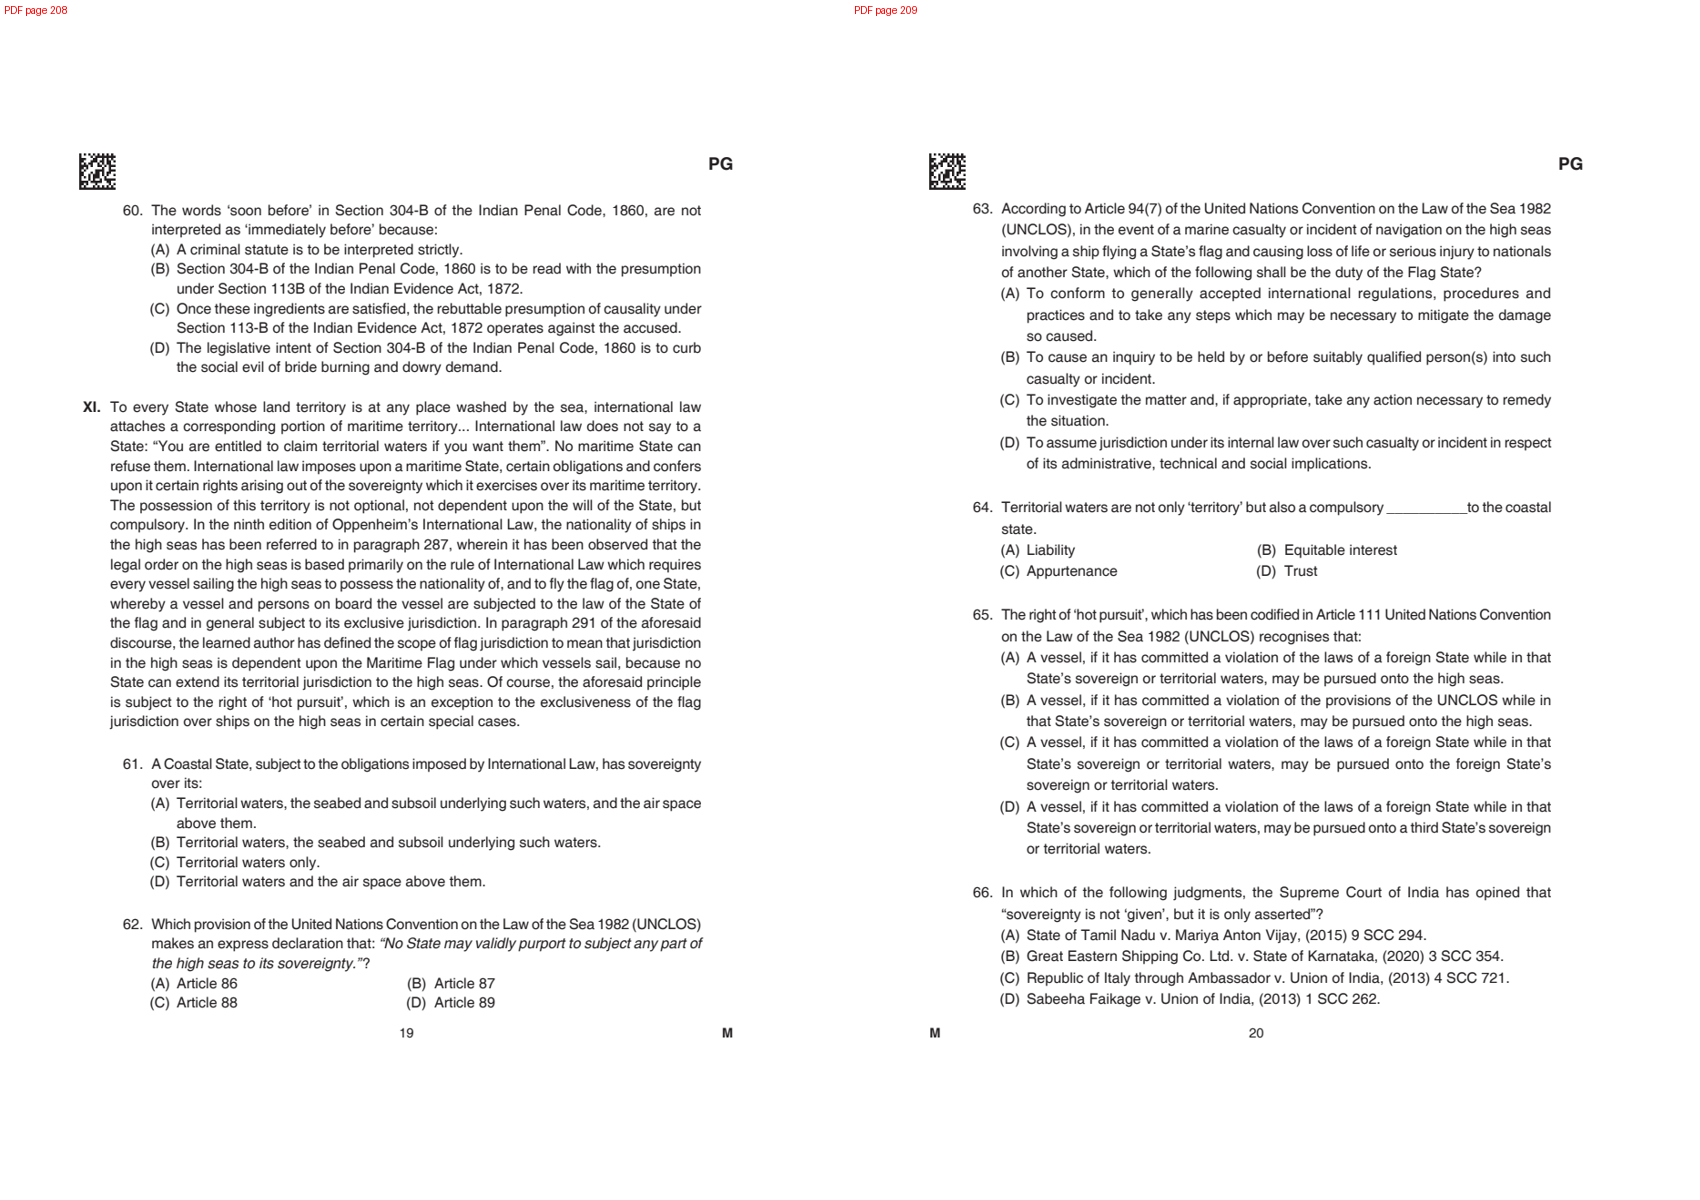 PDF page 208
PG
60. The words ‘soon before’ in Section 304-B of the Indian Penal Code, 1860, are not
interpreted as ‘immediately before’ because:
(A) A criminal statute is to be interpreted strictly.
(B) Section 304-B of the Indian Penal Code, 1860 is to be read with the presumption
under Section 113B of the Indian Evidence Act, 1872.
(C) Once these ingredients are satisfied, the rebuttable presumption of causality under
Section 113-B of the Indian Evidence Act, 1872 operates against the accused.
(D) The legislative intent of Section 304-B of the Indian Penal Code, 1860 is to curb
the social evil of bride burning and dowry demand.
XI. To every State whose land territory is at any place washed by the sea, international law
attaches a corresponding portion of maritime territory... International law does not say to a
State: “You are entitled to claim territorial waters if you want them”. No maritime State can
refuse them. International law imposes upon a maritime State, certain obligations and confers
upon it certain rights arising out of the sovereignty which it exercises over its maritime territory.
The possession of this territory is not optional, not dependent upon the will of the State, but
compulsory. In the ninth edition of Oppenheim’s International Law, the nationality of ships in
the high seas has been referred to in paragraph 287, wherein it has been observed that the
legal order on the high seas is based primarily on the rule of International Law which requires
every vessel sailing the high seas to possess the nationality of, and to fly the flag of, one State,
whereby a vessel and persons on board the vessel are subjected to the law of the State of
the flag and in general subject to its exclusive jurisdiction. In paragraph 291 of the aforesaid
discourse, the learned author has defined the scope of flag jurisdiction to mean that jurisdiction
in the high seas is dependent upon the Maritime Flag under which vessels sail, because no
State can extend its territorial jurisdiction to the high seas. Of course, the aforesaid principle
is subject to the right of ‘hot pursuit’, which is an exception to the exclusiveness of the flag
jurisdiction over ships on the high seas in certain special cases.
61. A Coastal State, subject to the obligations imposed by International Law, has sovereignty
over its:
(A) Territorial waters, the seabed and subsoil underlying such waters, and the air space
above them.
(B) Territorial waters, the seabed and subsoil underlying such waters.
(C) Territorial waters only.
(D) Territorial waters and the air space above them.
62. Which provision of the United Nations Convention on the Law of the Sea 1982 (UNCLOS)
makes an express declaration that: “No State may validly purport to subject any part of
the high seas to its sovereignty.”?
(A) Article 86 (B) Article 87
(C) Article 88 (D) Article 89
19 M
PDF page 209
PG
63. According to Article 94(7) of the United Nations Convention on the Law of the Sea 1982
(UNCLOS), in the event of a marine casualty or incident of navigation on the high seas
involving a ship flying a State’s flag and causing loss of life or serious injury to nationals
of another State, which of the following shall be the duty of the Flag State?
(A) To conform to generally accepted international regulations, procedures and
practices and to take any steps which may be necessary to mitigate the damage
so caused.
(B) To cause an inquiry to be held by or before suitably qualified person(s) into such
casualty or incident.
(C) To investigate the matter and, if appropriate, take any action necessary to remedy
the situation.
(D) To assume jurisdiction under its internal law over such casualty or incident in respect
of its administrative, technical and social implications.
64. Territorial waters are not only ‘territory’ but also a compulsory __________to the coastal
state.
(A) Liability (B) Equitable interest
(C) Appurtenance (D) Trust
65. The right of ‘hot pursuit’, which has been codified in Article 111 United Nations Convention
on the Law of the Sea 1982 (UNCLOS) recognises that:
(A) A vessel, if it has committed a violation of the laws of a foreign State while in that
State’s sovereign or territorial waters, may be pursued onto the high seas.
(B) A vessel, if it has committed a violation of the provisions of the UNCLOS while in
that State’s sovereign or territorial waters, may be pursued onto the high seas.
(C) A vessel, if it has committed a violation of the laws of a foreign State while in that
State’s sovereign or territorial waters, may be pursued onto the foreign State’s
sovereign or territorial waters.
(D) A vessel, if it has committed a violation of the laws of a foreign State while in that
State’s sovereign or territorial waters, may be pursued onto a third State’s sovereign
or territorial waters.
66. In which of the following judgments, the Supreme Court of India has opined that
“sovereignty is not ‘given’, but it is only asserted”?
(A) State of Tamil Nadu v. Mariya Anton Vijay, (2015) 9 SCC 294.
(B) Great Eastern Shipping Co. Ltd. v. State of Karnataka, (2020) 3 SCC 354.
(C) Republic of Italy through Ambassador v. Union of India, (2013) 4 SCC 721.
(D) Sabeeha Faikage v. Union of India, (2013) 1 SCC 262.
M 20